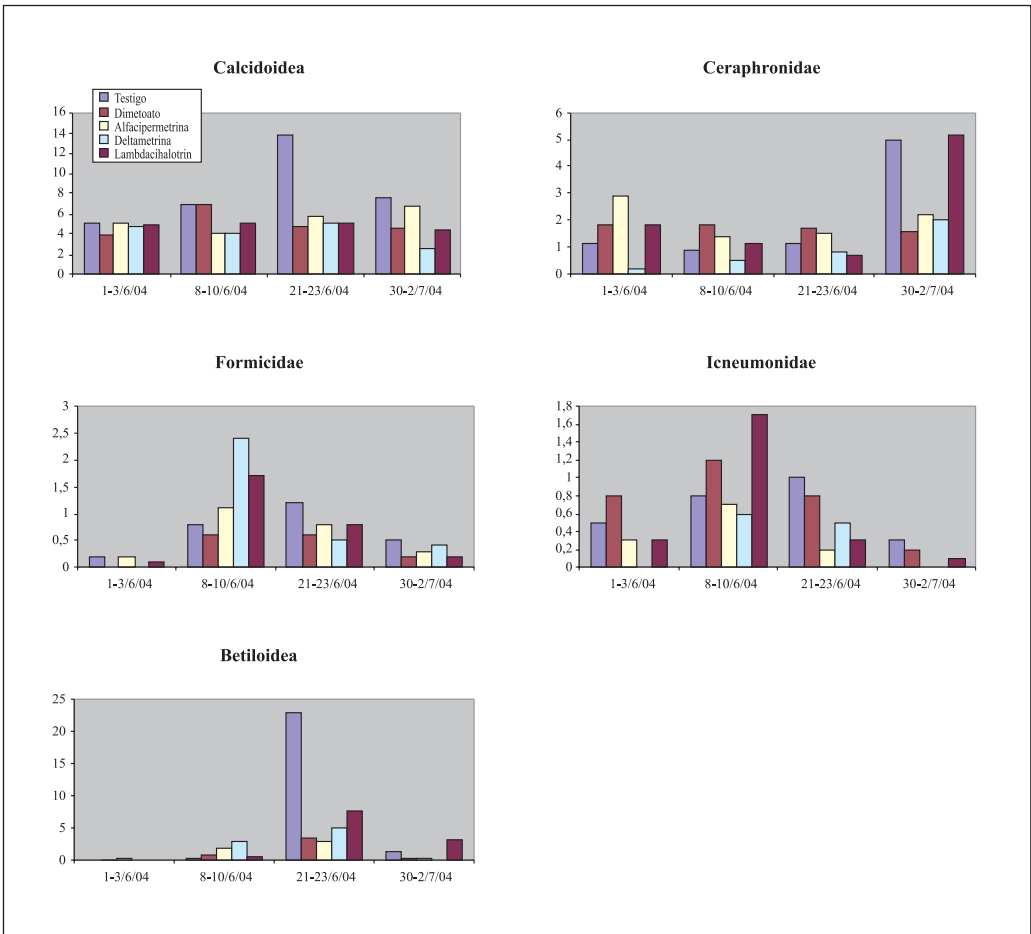 Calcidoidea
Testigo
Dimetoato
Alfacipermetrina
Deltametrina
Lambdacihalotrin
16
14
12
10
8
6
4
2
0
1-3/6/04 8-10/6/04 21-23/6/04 30-2/7/04
Ceraphronidae
6
5
4
3
2
1
0
1-3/6/04 8-10/6/04 21-23/6/04 30-2/7/04
Formicidae
3
2,5
2
1,5
1
0,5
0
1-3/6/04 8-10/6/04 21-23/6/04 30-2/7/04
Icneumonidae
1,8
1,6
1,4
1,2
1
0,8
0,6
0,4
0,2
0
1-3/6/04 8-10/6/04 21-23/6/04 30-2/7/04
Betiloidea
25
20
15
10
5
0
1-3/6/04 8-10/6/04 21-23/6/04 30-2/7/04